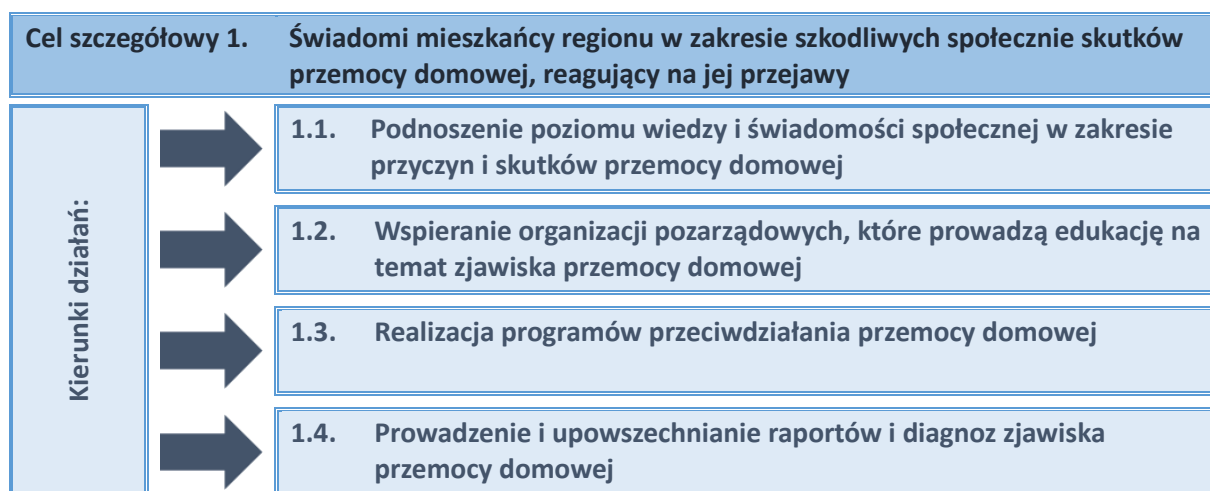 Cel szczegółowy 1. Świadomi mieszkańcy regionu w zakresie szkodliwych społecznie skutków
przemocy domowej, reagujący na jej przejawy
Kierunki działań:
1.1. Podnoszenie poziomu wiedzy i świadomości społecznej w zakresie
przyczyn i skutków przemocy domowej
1.2. Wspieranie organizacji pozarządowych, które prowadzą edukację na
temat zjawiska przemocy domowej
1.3. Realizacja programów przeciwdziałania przemocy domowej
1.4. Prowadzenie i upowszechnianie raportów i diagnoz zjawiska
przemocy domowej